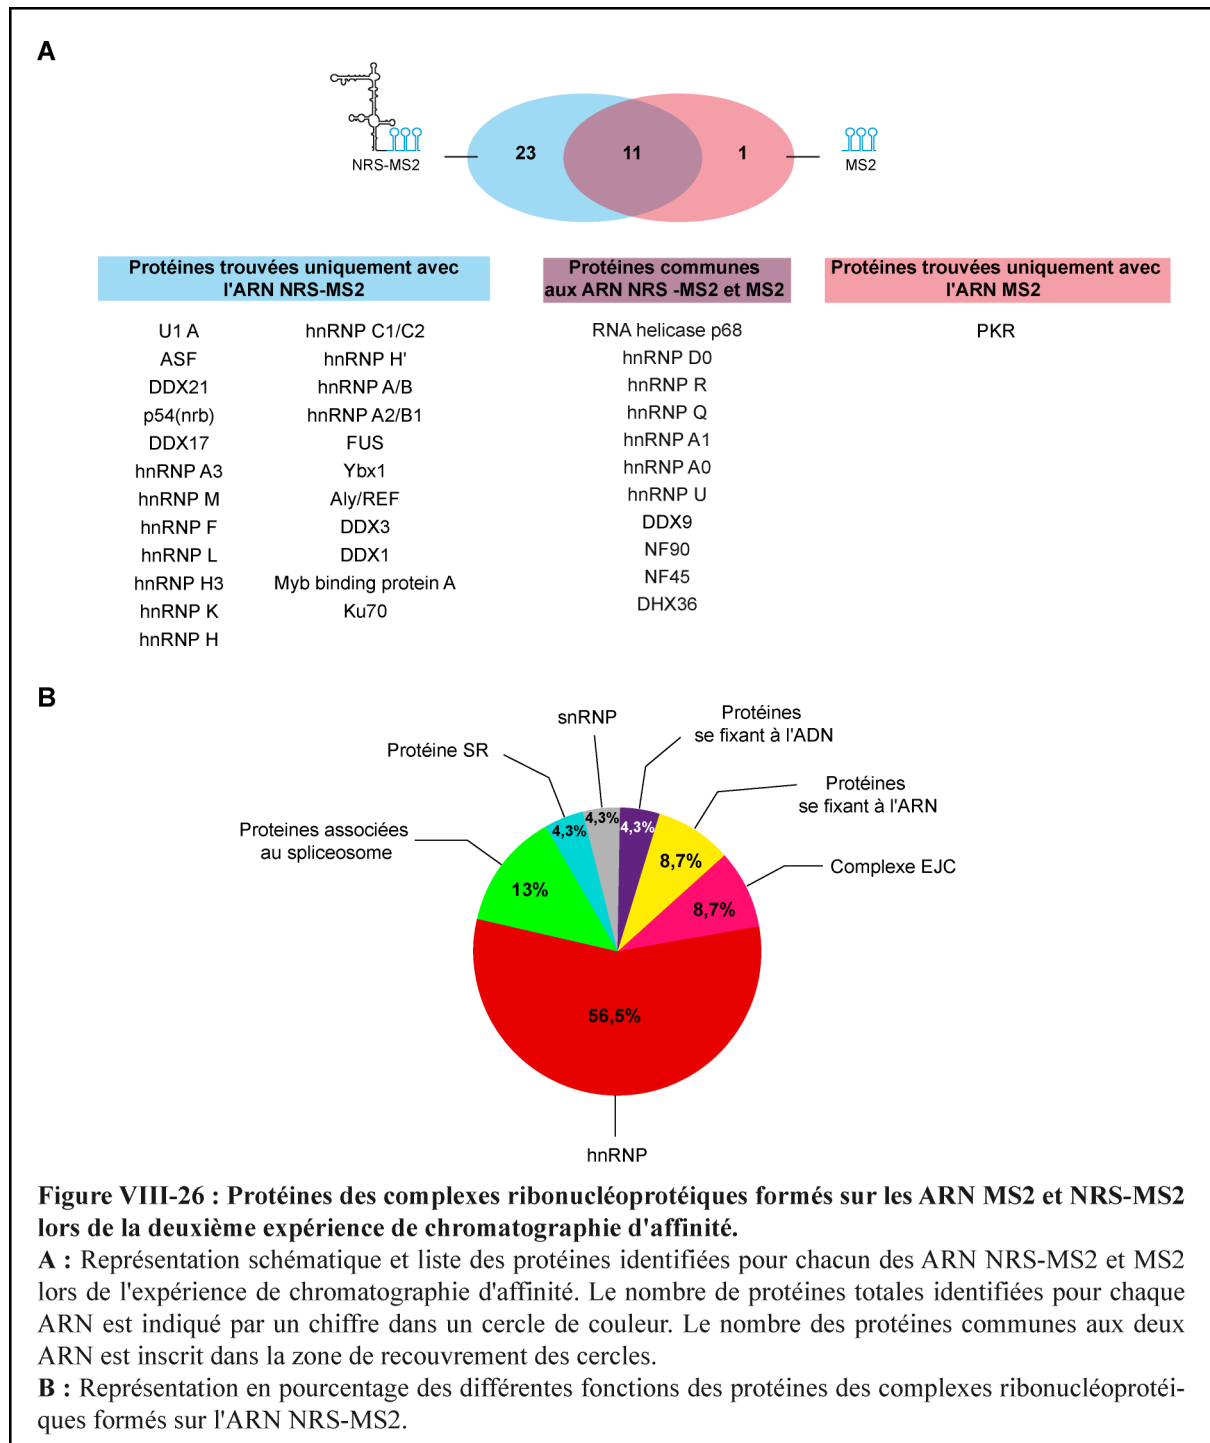 A
NRS-MS2
23
11
1
MS2
Protéines trouvées uniquement avec
l'ARN NRS-MS2
Protéines communes
aux ARN NRS -MS2 et MS2
Protéines trouvées uniquement avec
l'ARN MS2
U1 A
ASF
DDX21
p54(nrb)
DDX17
hnRNP A3
hnRNP M
hnRNP F
hnRNP L
hnRNP H3
hnRNP K
hnRNP H
hnRNP C1/C2
hnRNP H'
hnRNP A/B
hnRNP A2/B1
FUS
Ybx1
Aly/REF
DDX3
DDX1
Myb binding protein A
Ku70
RNA helicase p68
hnRNP D0
hnRNP R
hnRNP Q
hnRNP A1
hnRNP A0
hnRNP U
DDX9
NF90
NF45
DHX36
PKR
B
snRNP
Protéines
se fixant à l'ADN
Protéine SR
Protéines
se fixant à l'ARN
Proteines associées
au spliceosome
Complexe EJC
4,3%
4,3%
4,3%
8,7%
8,7%
13%
56,5%
hnRNP
Figure VIII-26 : Protéines des complexes ribonucléoprotéiques formés sur les ARN MS2 et NRS-MS2
lors de la deuxième expérience de chromatographie d'affinité.
A : Représentation schématique et liste des protéines identifiées pour chacun des ARN NRS-MS2 et MS2
lors de l'expérience de chromatographie d'affinité. Le nombre de protéines totales identifiées pour chaque
ARN est indiqué par un chiffre dans un cercle de couleur. Le nombre des protéines communes aux deux
ARN est inscrit dans la zone de recouvrement des cercles.
B : Représentation en pourcentage des différentes fonctions des protéines des complexes ribonucléoprotéi-
ques formés sur l'ARN NRS-MS2.